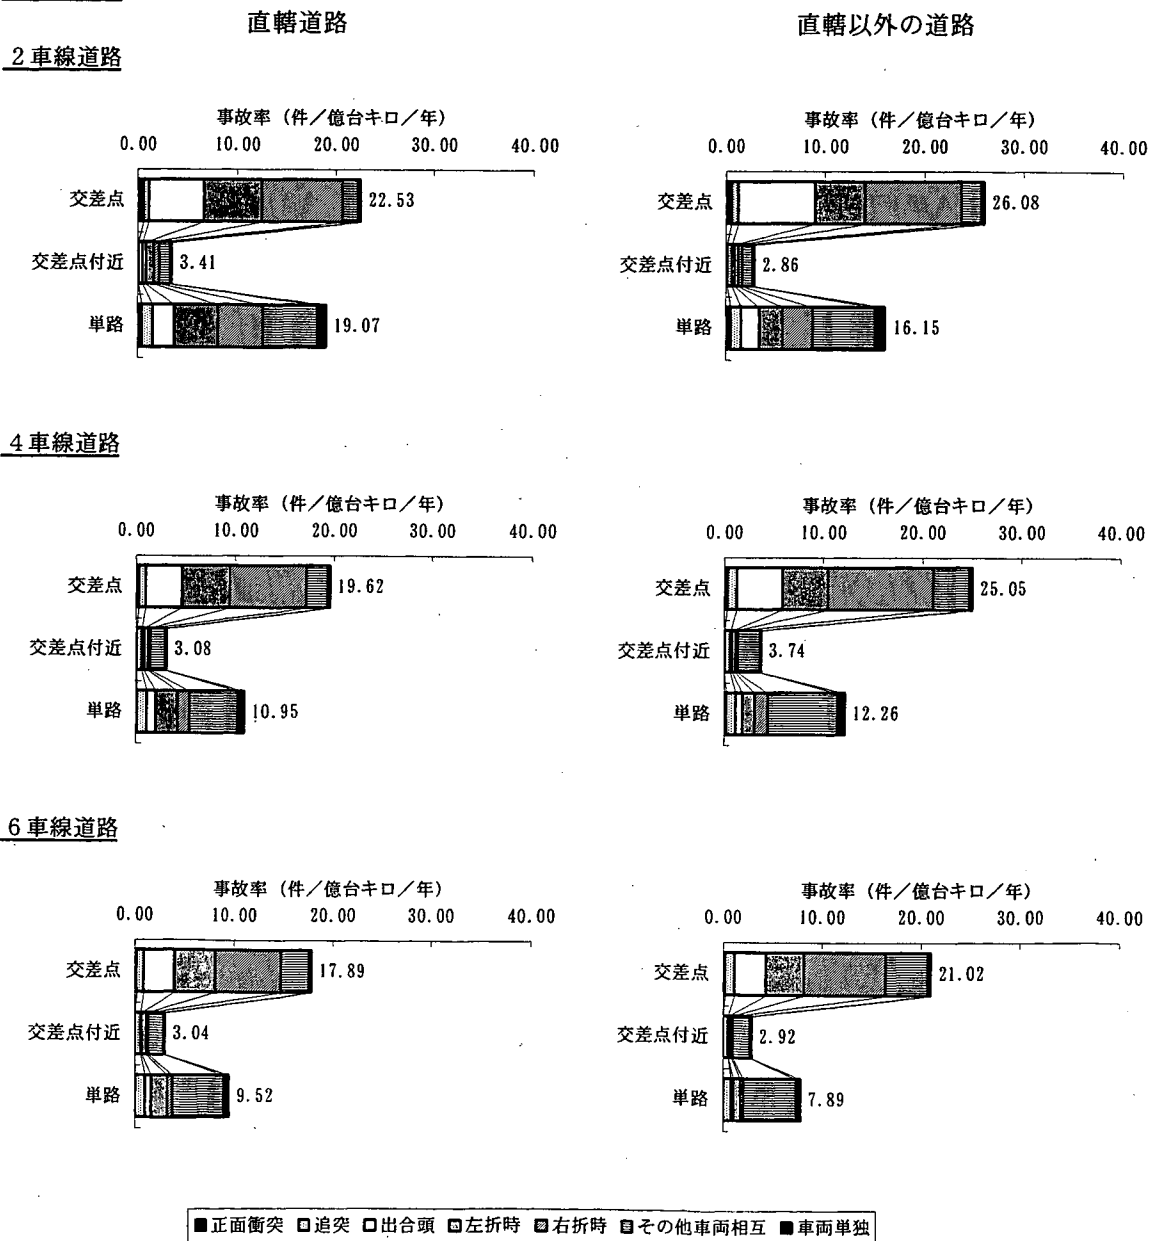 直轄道路
直轄以外の道路
2車線道路
事故率（件／億台キロ／年）
0.00 10.00 20.00 30.00 40.00
交差点 22.53
交差点付近 3.41
単路 19.07
事故率（件／億台キロ／年）
0.00 10.00 20.00 30.00 40.00
交差点 26.08
交差点付近 2.86
単路 16.15
4車線道路
事故率（件／億台キロ／年）
0.00 10.00 20.00 30.00 40.00
交差点 19.62
交差点付近 3.08
単路 10.95
事故率（件／億台キロ／年）
0.00 10.00 20.00 30.00 40.00
交差点 25.05
交差点付近 3.74
単路 12.26
6車線道路
事故率（件／億台キロ／年）
0.00 10.00 20.00 30.00 40.00
交差点 17.89
交差点付近 3.04
単路 9.52
事故率（件／億台キロ／年）
0.00 10.00 20.00 30.00 40.00
交差点 21.02
交差点付近 2.92
単路 7.89
正面衝突 追突 出合頭 左折時 右折時 その他車両相互 車両単独